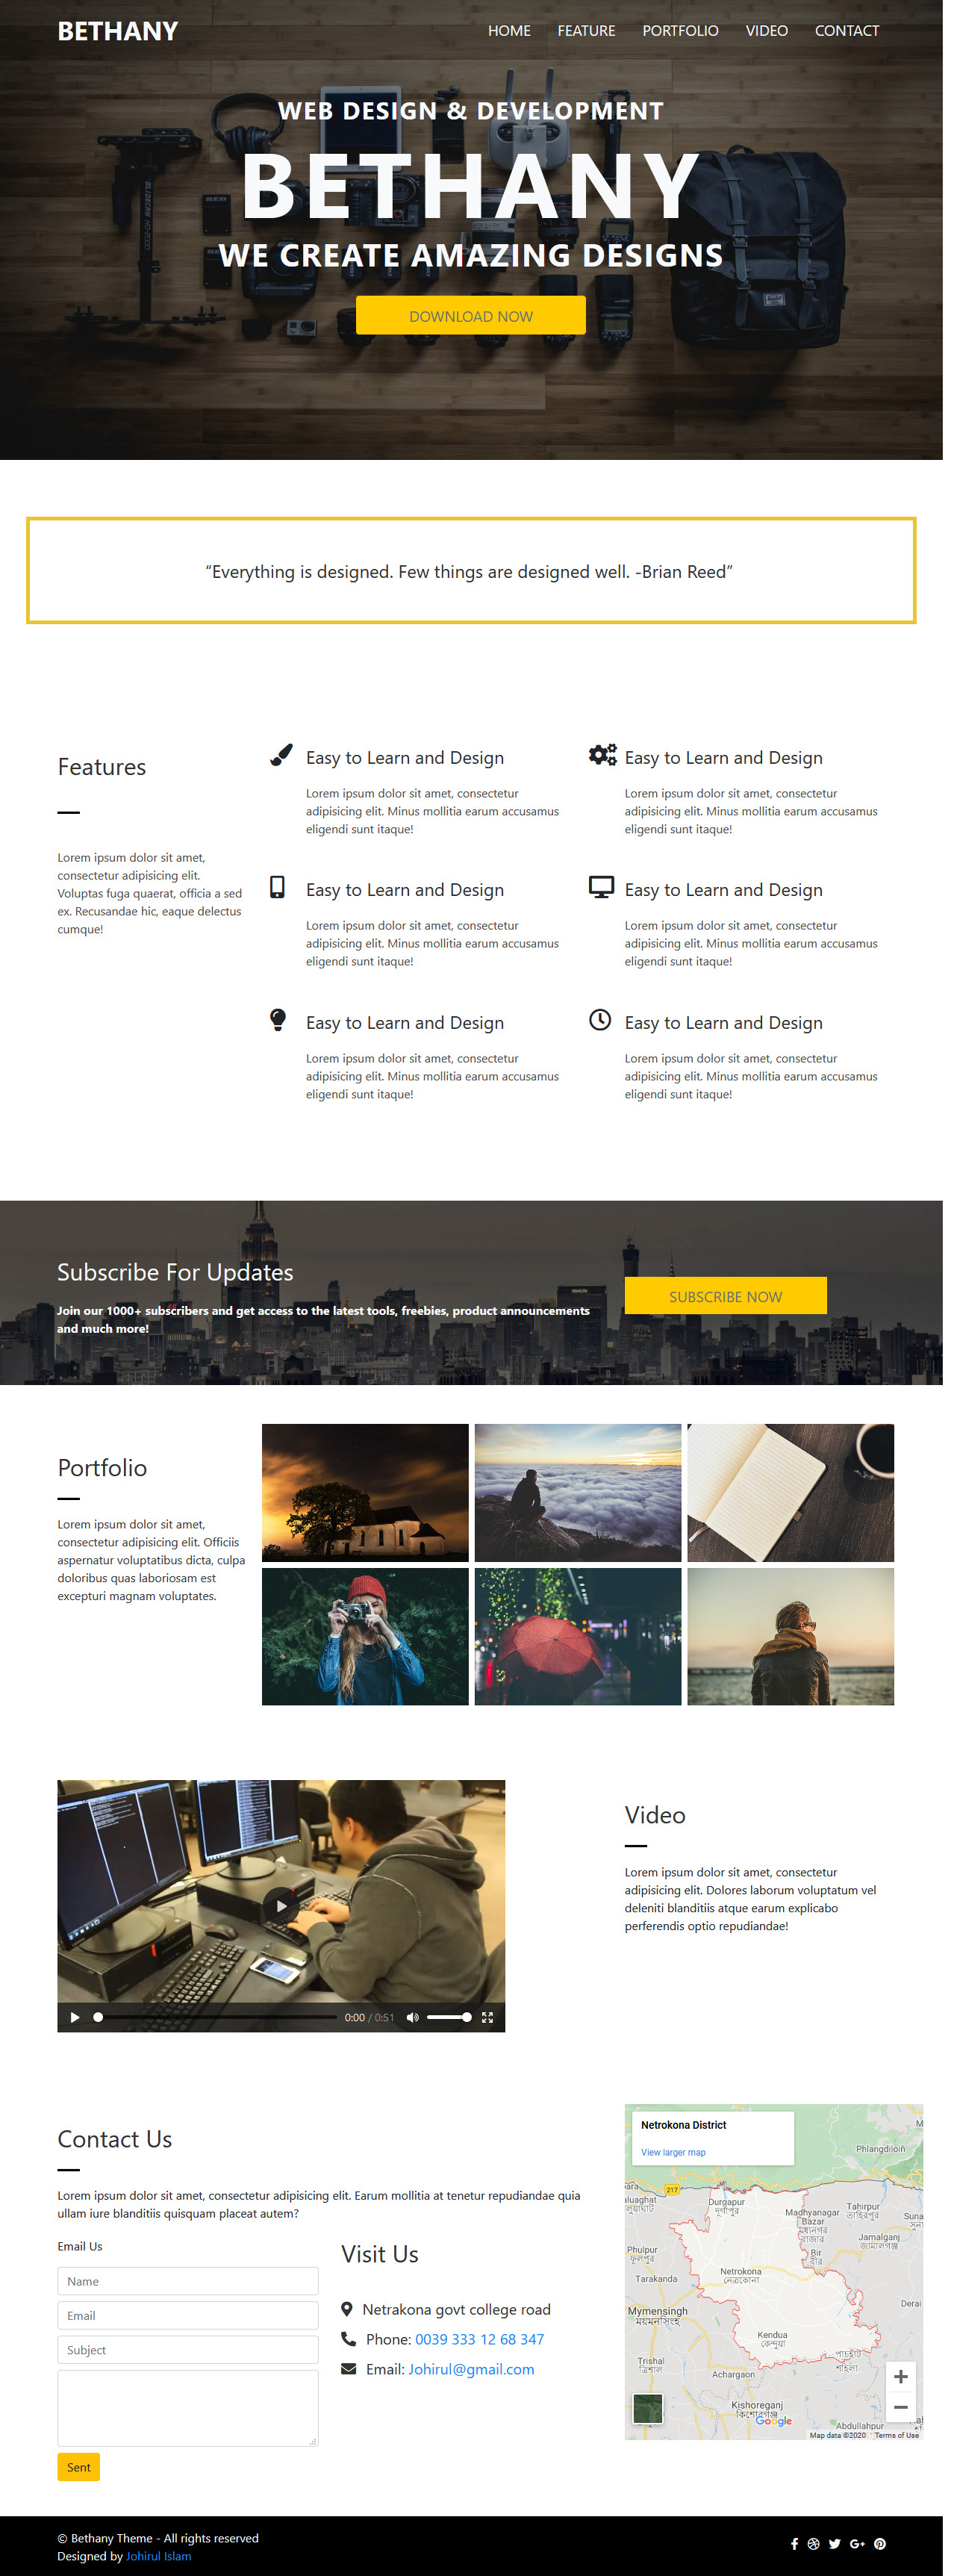 BETHANY
HOME FEATURE PORTFOLIO VIDEO CONTACT
WEB DESIGN & DEVELOPMENT
BETHANY
WE CREATE AMAZING DESIGNS
DOWNLOAD NOW
“Everything is designed. Few things are designed well. -Brian Reed”
Features
Lorem ipsum dolor sit amet,
consectetur adipisicing elit.
Voluptas fuga quaerat, officia a sed
ex. Recusandae hic, eaque delectus
cumque!
Easy to Learn and Design
Lorem ipsum dolor sit amet, consectetur
adipisicing elit. Minus mollitia earum accusamus
eligendi sunt itaque!
Easy to Learn and Design
Lorem ipsum dolor sit amet, consectetur
adipisicing elit. Minus mollitia earum accusamus
eligendi sunt itaque!
Easy to Learn and Design
Lorem ipsum dolor sit amet, consectetur
adipisicing elit. Minus mollitia earum accusamus
eligendi sunt itaque!
Easy to Learn and Design
Lorem ipsum dolor sit amet, consectetur
adipisicing elit. Minus mollitia earum accusamus
eligendi sunt itaque!
Easy to Learn and Design
Lorem ipsum dolor sit amet, consectetur
adipisicing elit. Minus mollitia earum accusamus
eligendi sunt itaque!
Easy to Learn and Design
Lorem ipsum dolor sit amet, consectetur
adipisicing elit. Minus mollitia earum accusamus
eligendi sunt itaque!
Subscribe For Updates
Join our 1000+ subscribers and get access to the latest tools, freebies, product announcements
and much more!
SUBSCRIBE NOW
Portfolio
Lorem ipsum dolor sit amet,
consectetur adipisicing elit. Officiis
aspernatur voluptatibus dicta, culpa
doloribus quas laboriosam est
excepturi magnam voluptates.
0:00 / 0:51
Video
Lorem ipsum dolor sit amet, consectetur
adipisicing elit. Dolores laborum voluptatum vel
deleniti blanditiis atque earum explicabo
perferendis optio repudiandae!
Contact Us
Lorem ipsum dolor sit amet, consectetur adipisicing elit. Earum mollitia at tenetur repudiandae quia
ullam iure blanditiis quisquam placeat autem?
Email Us
Name
Email
Subject
Sent
Visit Us
Netrakona govt college road
Phone: 0039 333 12 68 347
Email: Johirul@gmail.com
Netrokona District
View larger map
Phlangdiloiñ
217
Durgapur
দুর্গাপুর
Madhyanagar
Bazar
মধ্যনগর
বাজার
Tahirpur
তাহিরপুর
Jamalganj
জামালগঞ্জ
Phulpur
ফুলপুর
Bir
বীর
Tarakanda
Netrokona
নেত্রকোনা
Mymensingh
ময়মনসিংহ
Kendua
কেন্দুয়া
Trishal
ত্রিশাল
Achargaon
Kishoreganj
কিশোরগঞ্জ
Google
Abdullahpur
Map data ©2020 Terms of Use
© Bethany Theme - All rights reserved
Designed by Johirul Islam